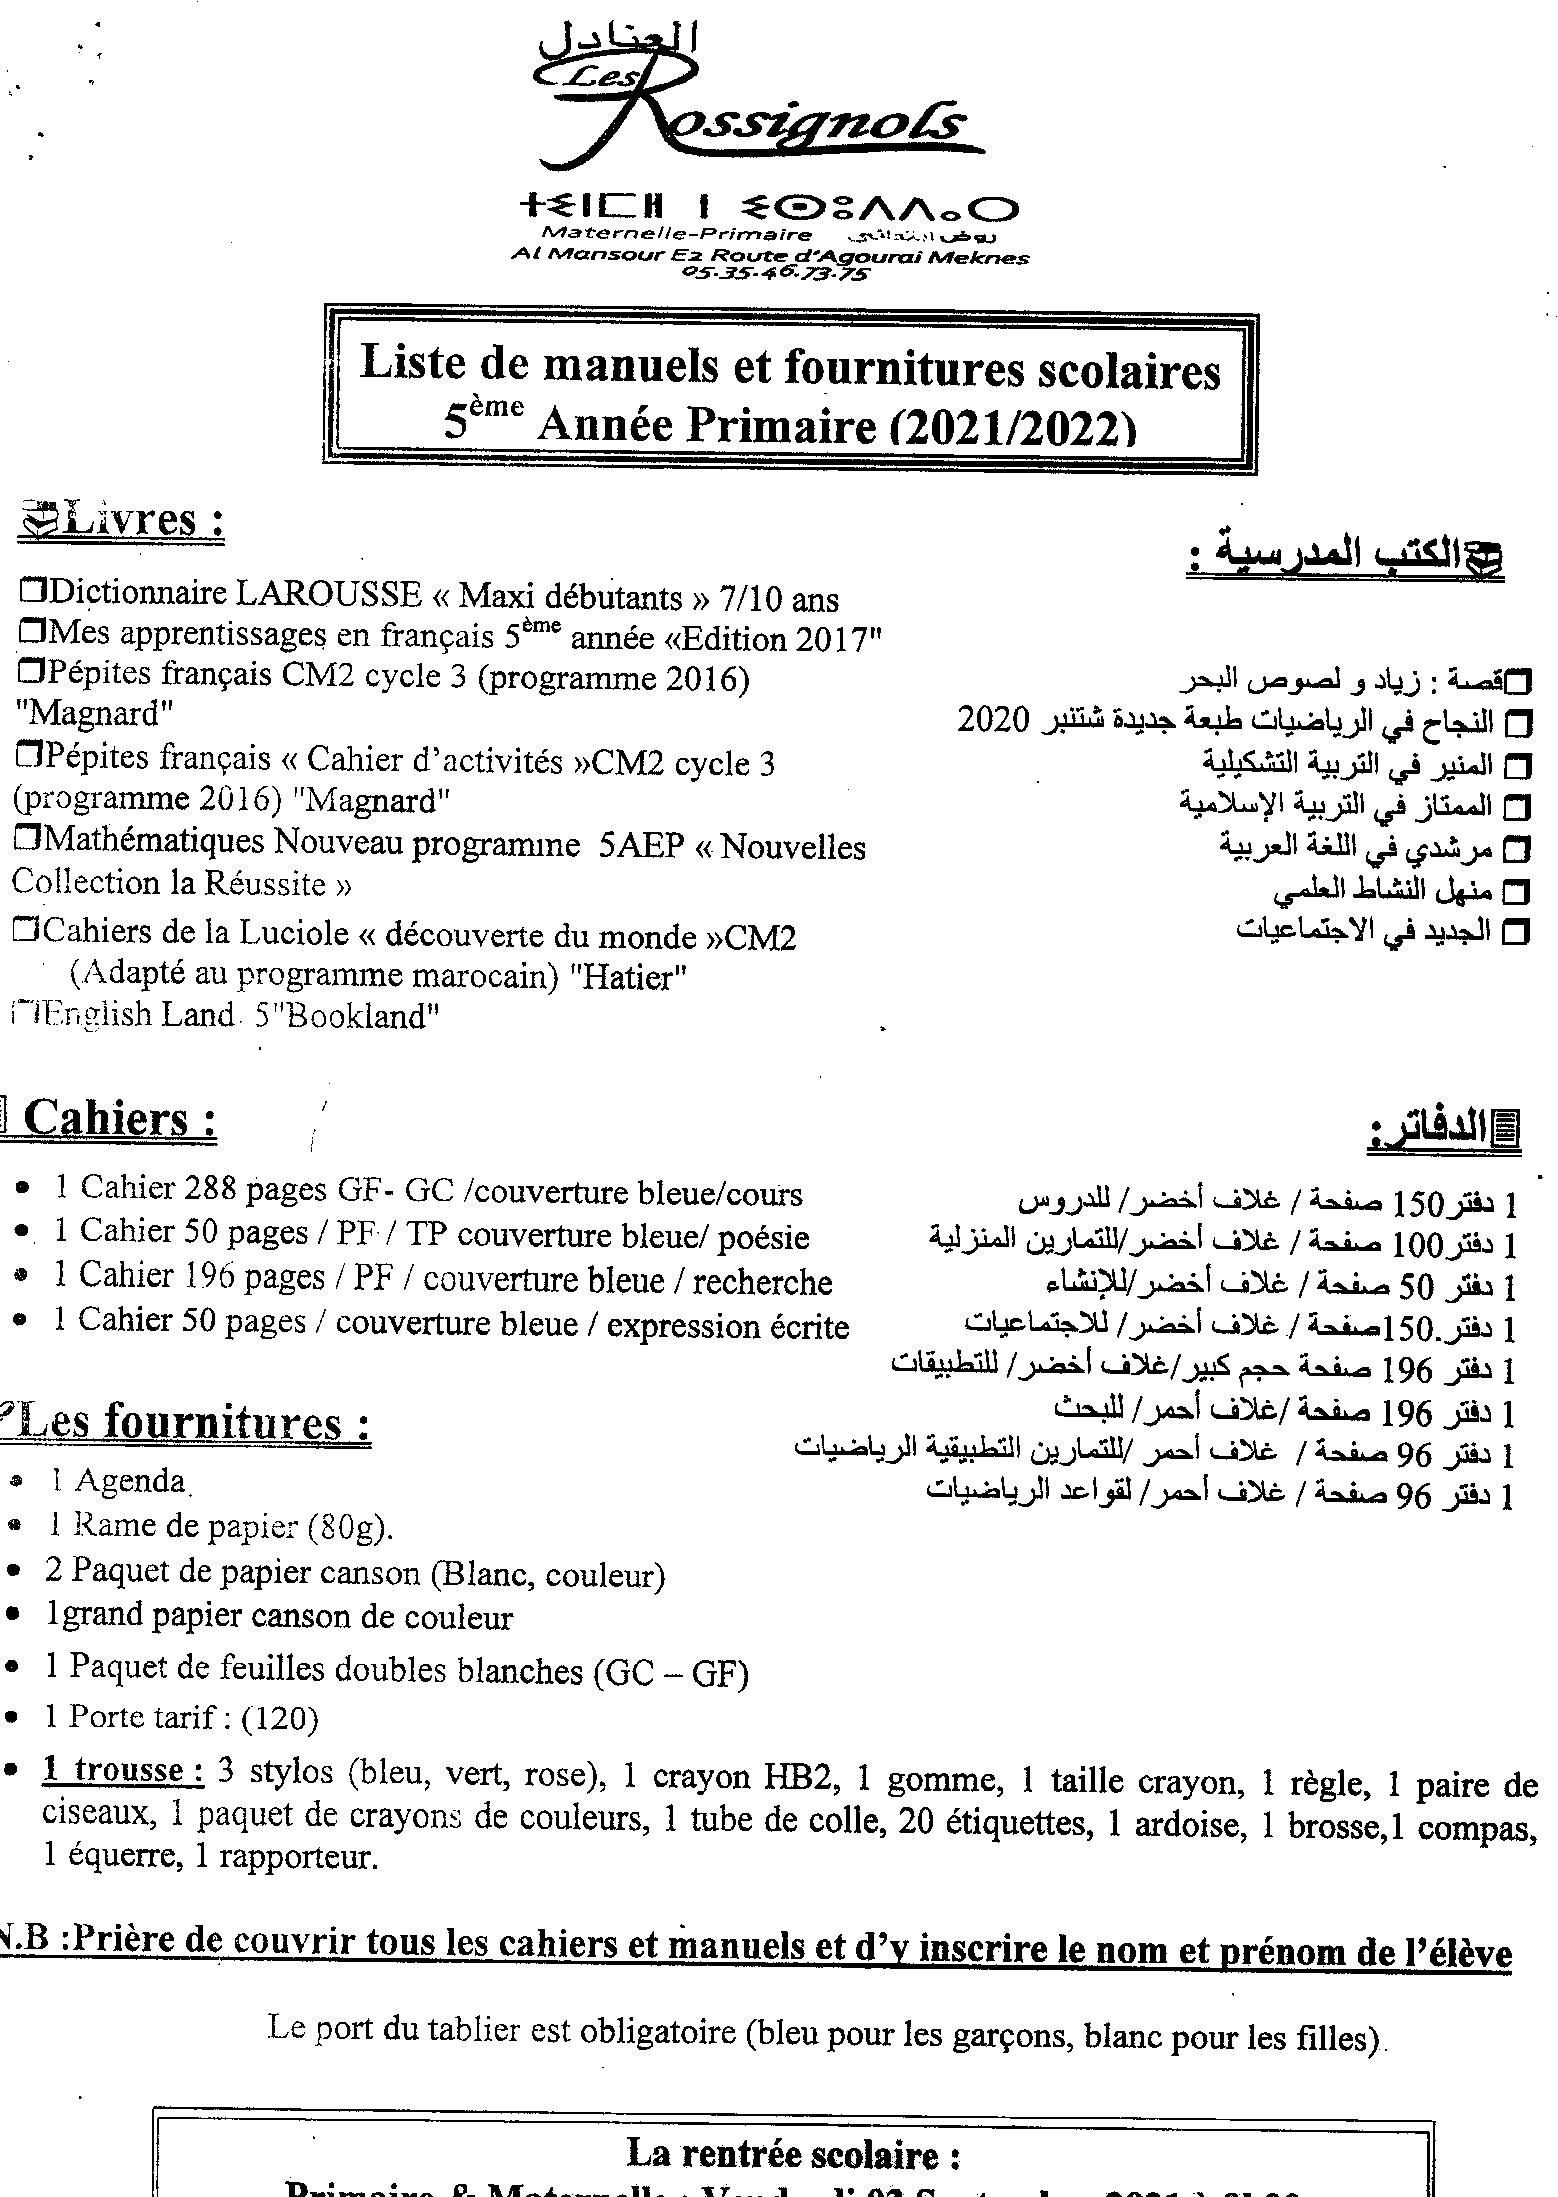 العنادل
Les
Rossignols
ⵜⵉⵏⵎⵍ ⵏ ⵉⵙⵓⴷⴷⴰⵔ
Maternelle-Primaire روض ابتدائي
Al Mansour E2 Route d'Agourai Meknes
05-35-46-73-75
Liste de manuels et fournitures scolaires
5ème Année Primaire (2021/2022)
Livres :
❒Dictionnaire LAROUSSE « Maxi débutants » 7/10 ans
❒Mes apprentissages en français 5ème année «Edition 2017"
❒Pépites français CM2 cycle 3 (programme 2016)
"Magnard"
❒Pépites français « Cahier d'activités »CM2 cycle 3
(programme 2016) "Magnard"
❒Mathématiques Nouveau programme 5AEP « Nouvelles
Collection la Réussite »
❒Cahiers de la Luciole « découverte du monde »CM2
(Adapté au programme marocain) "Hatier"
❒English Land 5"Bookland"
الكتب المدرسية :
❒قصة : زياد و لصوص البحر
❒ النجاح في الرياضيات طبعة جديدة شتنبر 2020
❒ المنير في التربية التشكيلية
❒ الممتاز في التربية الإسلامية
❒ مرشدي في اللغة العربية
❒ منهل النشاط العلمي
❒ الجديد في الاجتماعيات
Cahiers :
• 1 Cahier 288 pages GF- GC /couverture bleue/cours
• 1 Cahier 50 pages / PF / TP couverture bleue/ poésie
• 1 Cahier 196 pages / PF / couverture bleue / recherche
• 1 Cahier 50 pages / couverture bleue / expression écrite
الدفاتر:
1 دفتر150 صفحة / غلاف أخضر/ للدروس
1 دفتر100 صفحة / غلاف أخضر/للتمارين المنزلية
1 دفتر 50 صفحة / غلاف أخضر/للإنشاء
1 دفتر.150صفحة / غلاف أخضر/ للاجتماعيات
1 دفتر 196 صفحة حجم كبير/غلاف أخضر/ للتطبيقات
1 دفتر 196 صفحة /غلاف أحمر/ للبحث
1 دفتر 96 صفحة / غلاف أحمر /للتمارين التطبيقية الرياضيات
1 دفتر 96 صفحة / غلاف أحمر/ لقواعد الرياضيات
Les fournitures :
• 1 Agenda
• 1 Rame de papier (80g).
• 2 Paquet de papier canson (Blanc, couleur)
• 1grand papier canson de couleur
• 1 Paquet de feuilles doubles blanches (GC – GF)
• 1 Porte tarif : (120)
• 1 trousse : 3 stylos (bleu, vert, rose), 1 crayon HB2, 1 gomme, 1 taille crayon, 1 règle, 1 paire de
ciseaux, 1 paquet de crayons de couleurs, 1 tube de colle, 20 étiquettes, 1 ardoise, 1 brosse,1 compas,
1 équerre, 1 rapporteur.
N.B :Prière de couvrir tous les cahiers et manuels et d'y inscrire le nom et prénom de l'élève
Le port du tablier est obligatoire (bleu pour les garçons, blanc pour les filles).
La rentrée scolaire :
Primaire & Maternelle : Vendredi 03 Septembre 2021 à